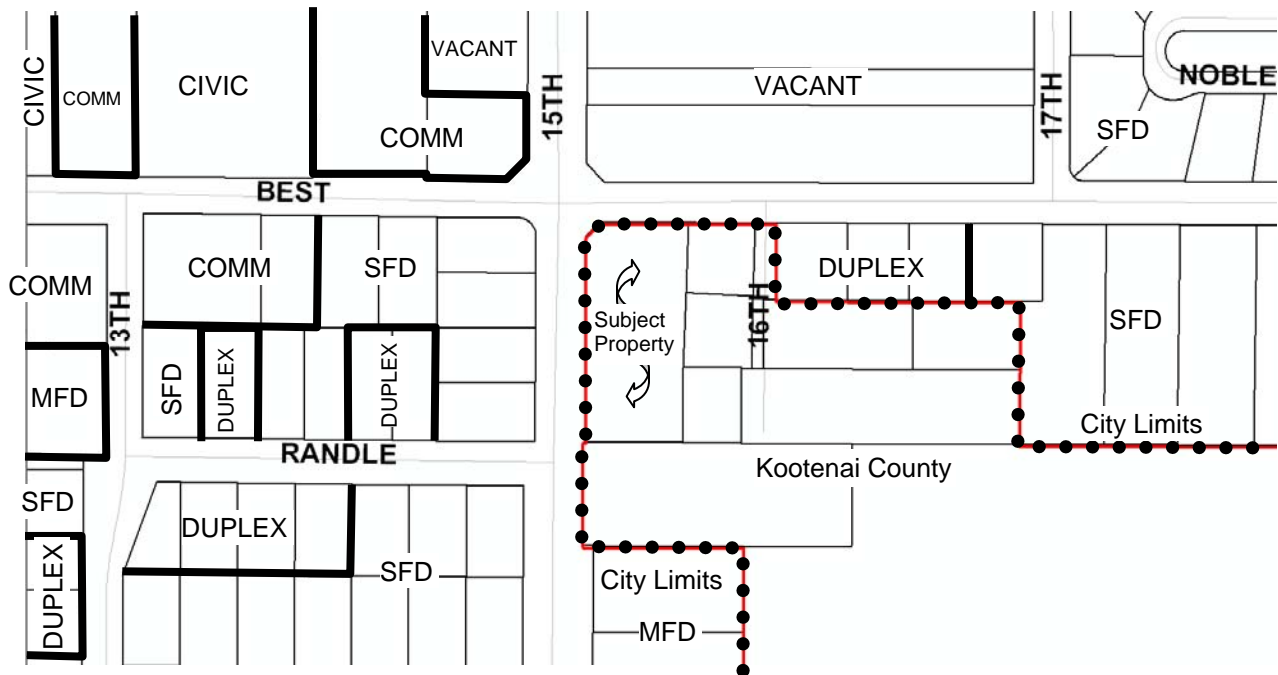 CIVIC
COMM
CIVIC
VACANT
COMM
15TH
VACANT
17TH
NOBLE
SFD
BEST
COMM
13TH
COMM
SFD
MFD
SFD
DUPLEX
DUPLEX
RANDLE
Subject
Property
16TH
DUPLEX
SFD
City Limits
Kootenai County
SFD
DUPLEX
DUPLEX
SFD
City Limits
MFD